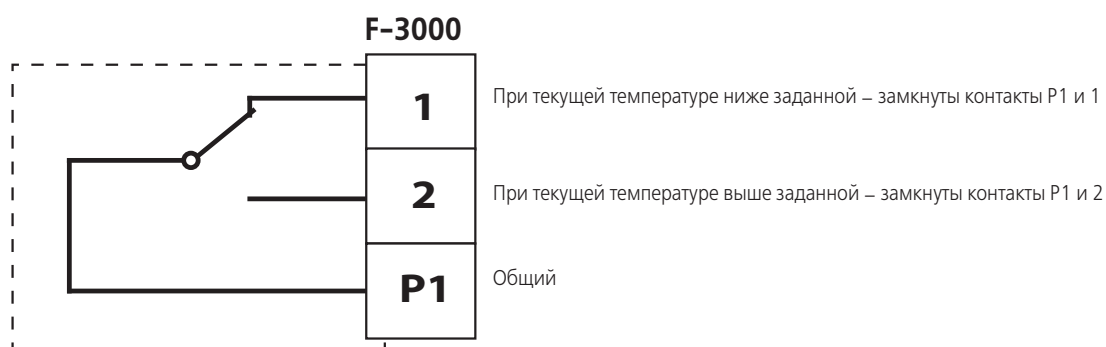 F-3000
1
При текущей температуре ниже заданной – замкнуты контакты P1 и 1
2
При текущей температуре выше заданной – замкнуты контакты P1 и 2
P1
Общий